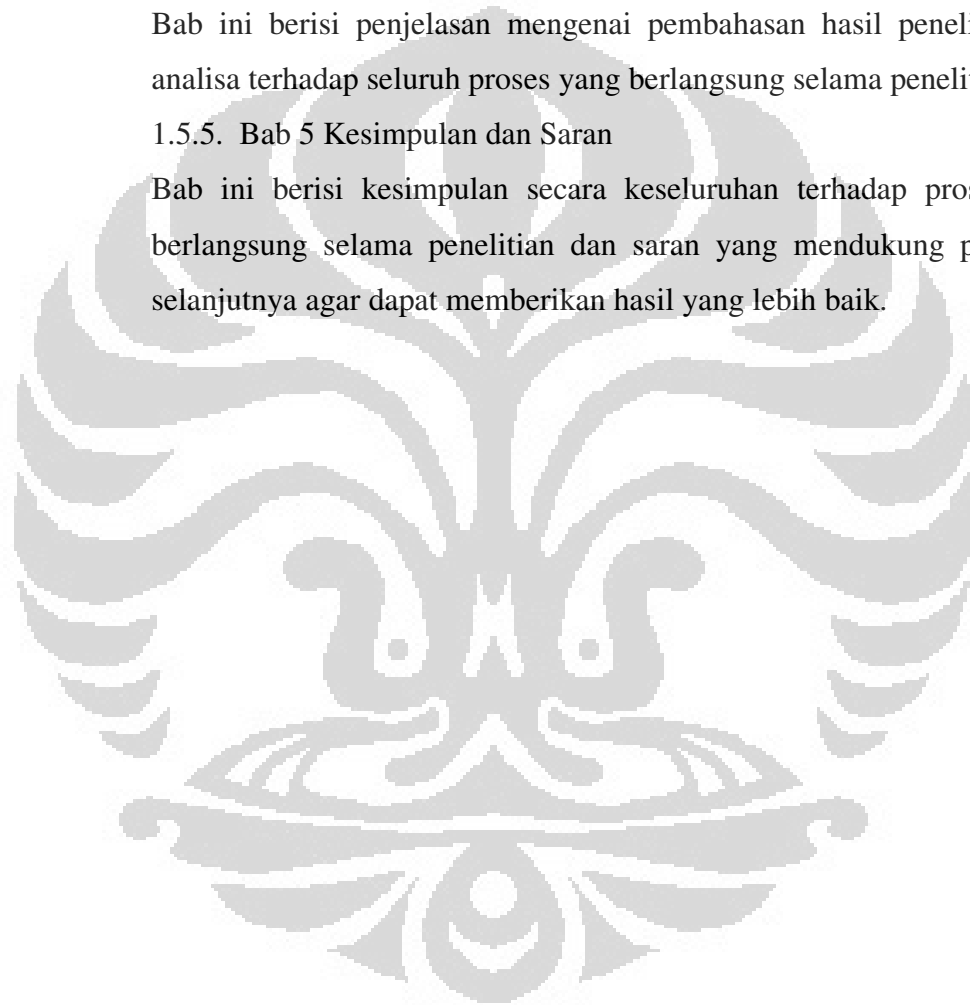 Bab ini berisi penjelasan mengenai pembahasan hasil penel
analisa terhadap seluruh proses yang berlangsung selama penelit
1.5.5. Bab 5 Kesimpulan dan Saran
Bab ini berisi kesimpulan secara keseluruhan terhadap pros
berlangsung selama penelitian dan saran yang mendukung p
selanjutnya agar dapat memberikan hasil yang lebih baik.